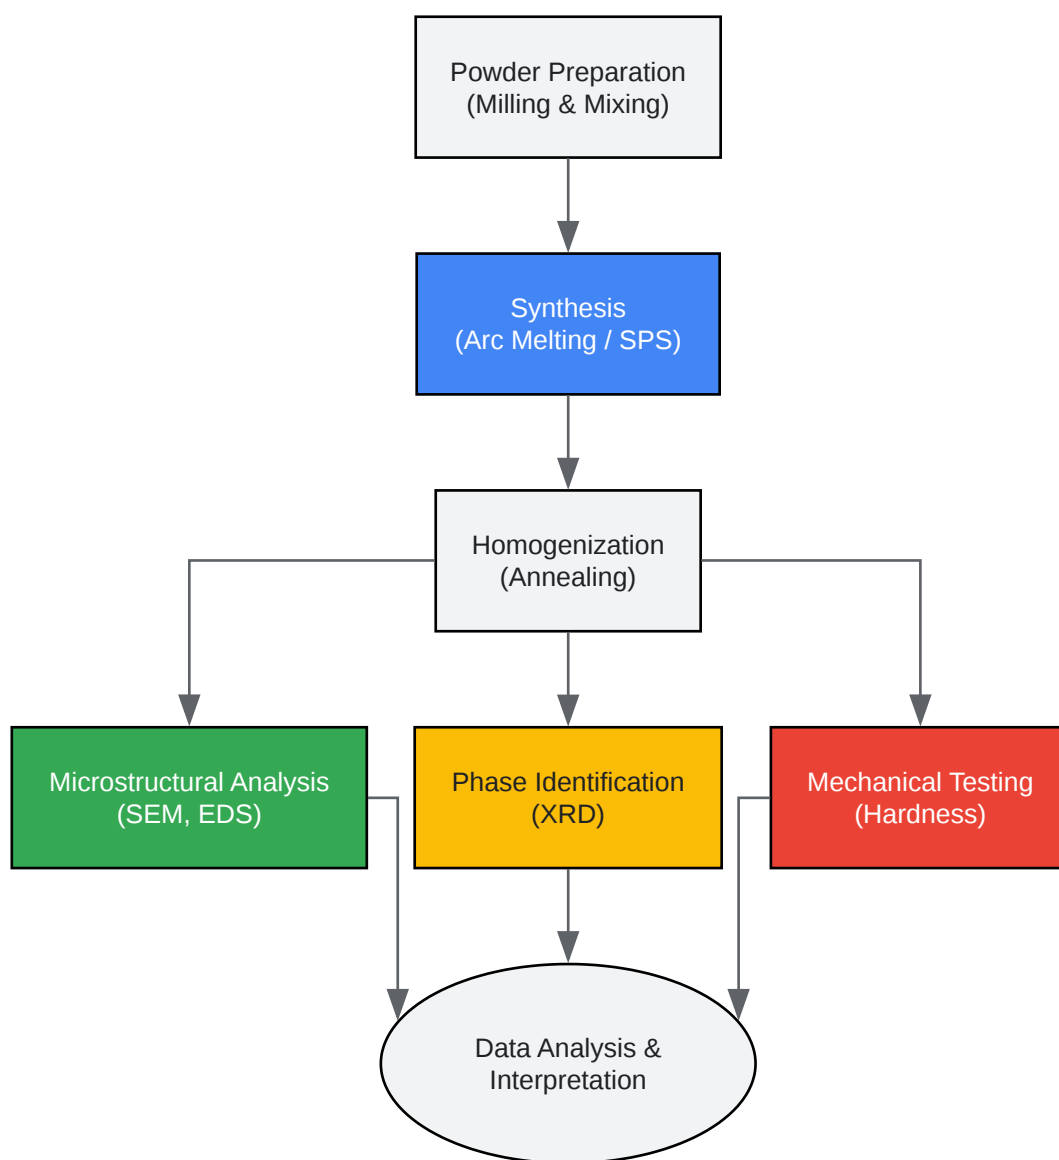 Powder Preparation
(Milling & Mixing)
Synthesis
(Arc Melting / SPS)
Homogenization
(Annealing)
Microstructural Analysis
(SEM, EDS)
Phase Identification
(XRD)
Mechanical Testing
(Hardness)
Data Analysis &
Interpretation